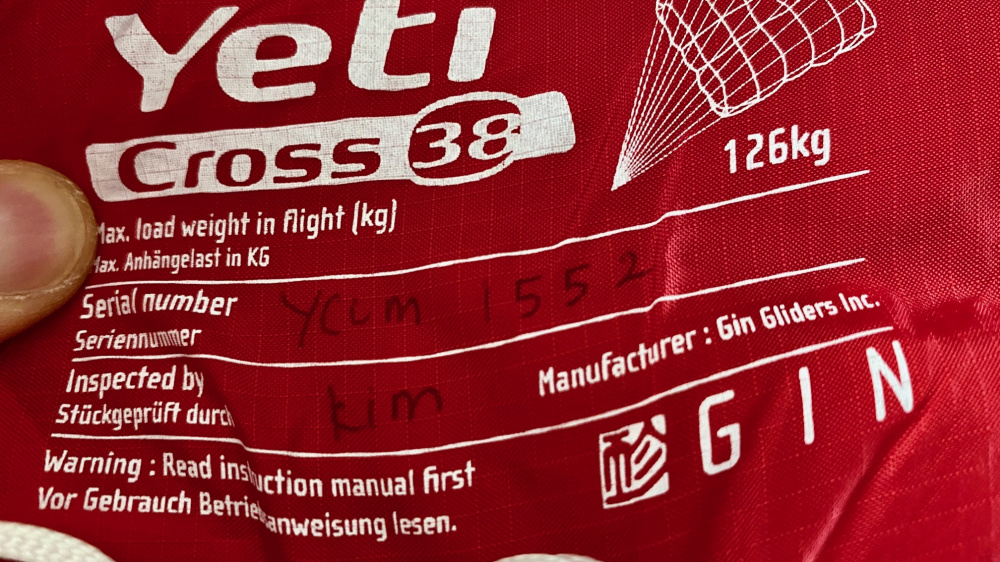 Yeti
Cross 38
126kg
Max. load weight in flight (kg)
Max. Anhängelast in KG
Serial number YCLM 1552
Seriennummer
Manufacturer : Gin Gliders Inc.
Inspected by kim
Stückgeprüft durch
GIN
Warning : Read instruction manual first
Vor Gebrauch Betriebsanweisung lesen.